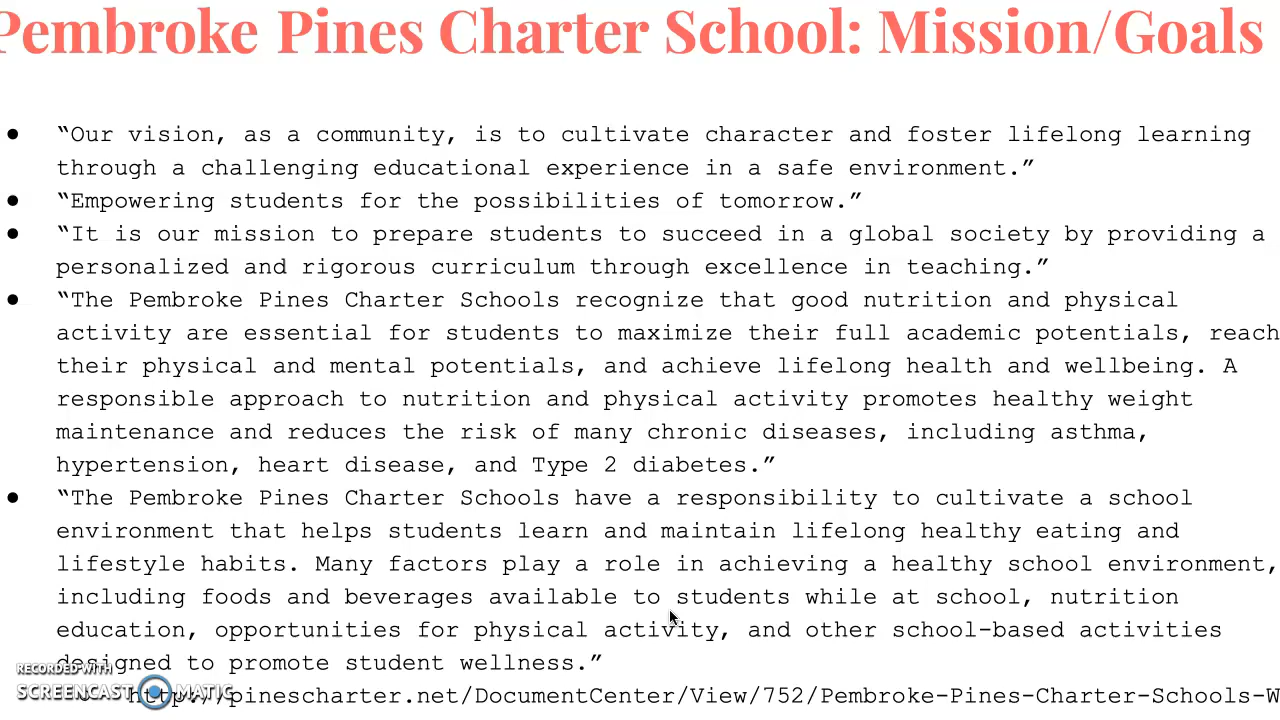 Pembroke Pines Charter School: Mission/Goals
● “Our vision, as a community, is to cultivate character and foster lifelong learning
through a challenging educational experience in a safe environment.”
● “Empowering students for the possibilities of tomorrow.”
● “It is our mission to prepare students to succeed in a global society by providing a
personalized and rigorous curriculum through excellence in teaching.”
● “The Pembroke Pines Charter Schools recognize that good nutrition and physical
activity are essential for students to maximize their full academic potentials, reach
their physical and mental potentials, and achieve lifelong health and wellbeing. A
responsible approach to nutrition and physical activity promotes healthy weight
maintenance and reduces the risk of many chronic diseases, including asthma,
hypertension, heart disease, and Type 2 diabetes.”
● “The Pembroke Pines Charter Schools have a responsibility to cultivate a school
environment that helps students learn and maintain lifelong healthy eating and
lifestyle habits. Many factors play a role in achieving a healthy school environment,
including foods and beverages available to students while at school, nutrition
education, opportunities for physical activity, and other school-based activities
designed to promote student wellness.”
http://pinescharter.net/DocumentCenter/View/752/Pembroke-Pines-Charter-Schools-W
RECORDED WITH
SCREENCAST MATIC